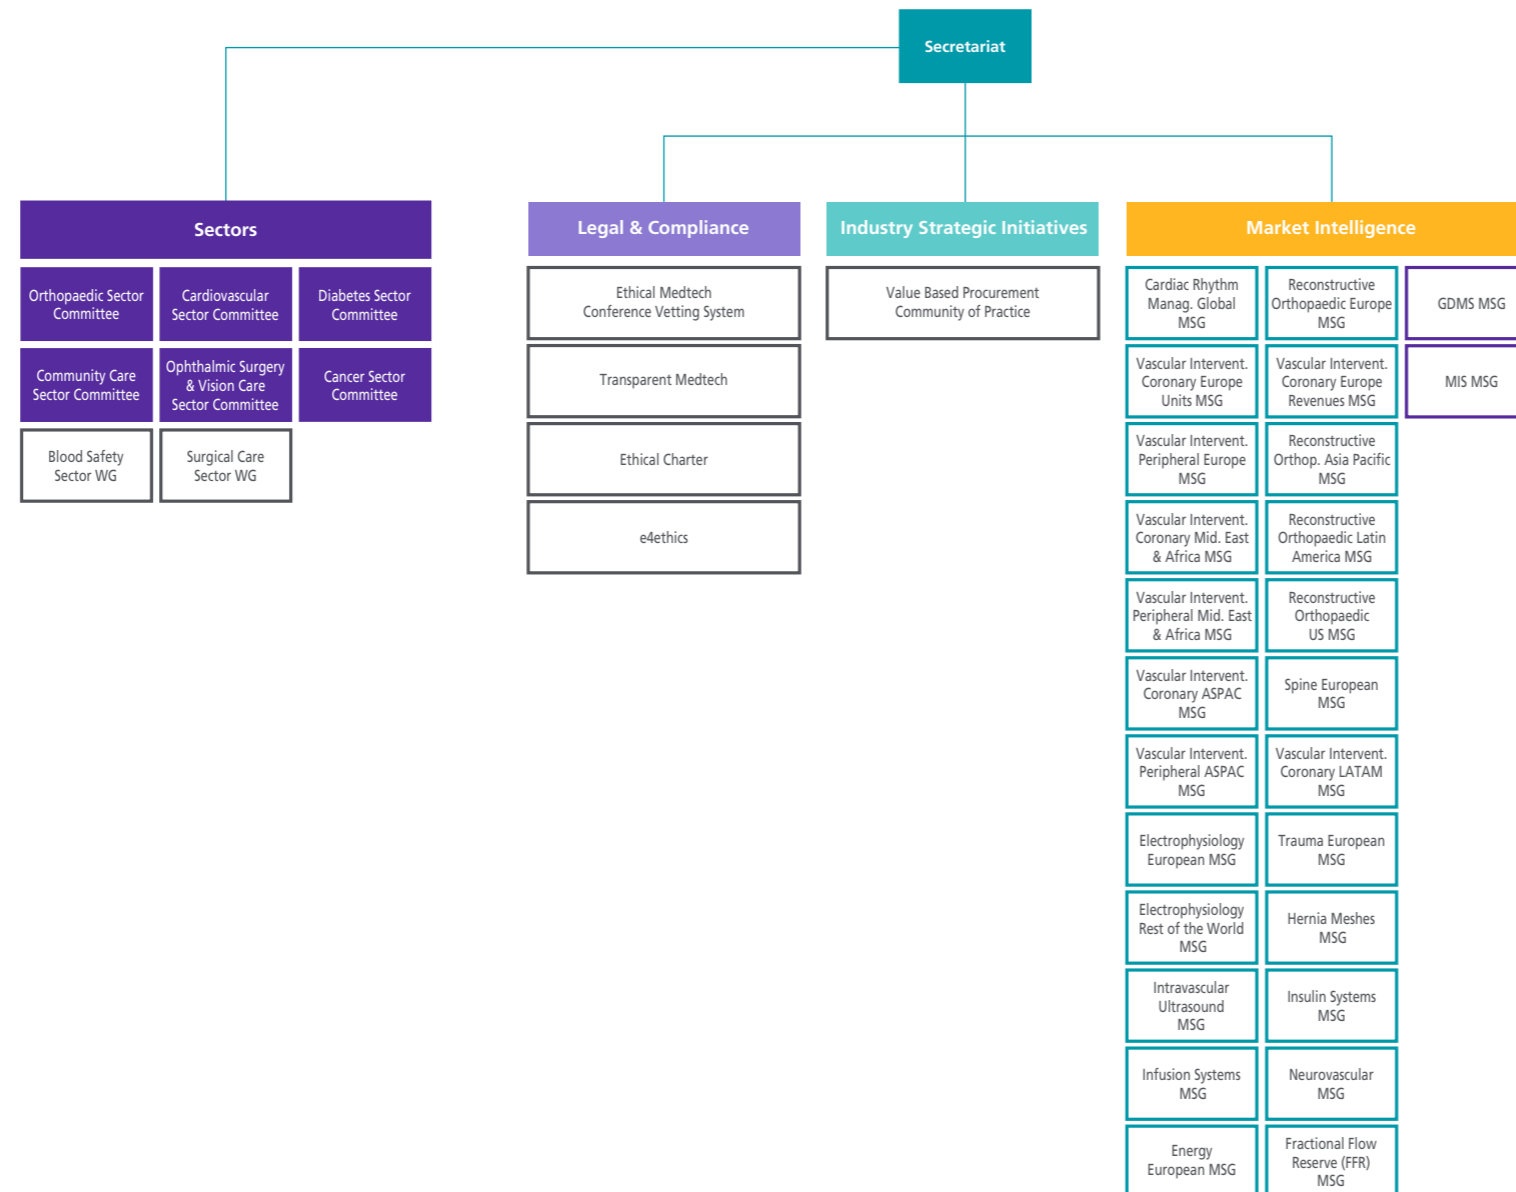 Secretariat
Sectors
Orthopaedic Sector
Committee
Cardiovascular
Sector Committee
Diabetes Sector
Committee
Community Care
Sector Committee
Ophthalmic Surgery
& Vision Care
Sector Committee
Cancer Sector
Committee
Blood Safety
Sector WG
Surgical Care
Sector WG
Legal & Compliance
Ethical Medtech
Conference Vetting System
Transparent Medtech
Ethical Charter
e4ethics
Industry Strategic Initiatives
Value Based Procurement
Community of Practice
Market Intelligence
Cardiac Rhythm
Manag. Global
MSG
Reconstructive
Orthopaedic Europe
MSG
GDMS MSG
Vascular Intervent.
Coronary Europe
Units MSG
Vascular Intervent.
Coronary Europe
Revenues MSG
MIS MSG
Vascular Intervent.
Peripheral Europe
MSG
Reconstructive
Orthop. Asia Pacific
MSG
Vascular Intervent.
Coronary Mid. East
& Africa MSG
Reconstructive
Orthopaedic Latin
America MSG
Vascular Intervent.
Peripheral Mid. East
& Africa MSG
Reconstructive
Orthopaedic
US MSG
Vascular Intervent.
Coronary ASPAC
MSG
Spine European
MSG
Vascular Intervent.
Peripheral ASPAC
MSG
Vascular Intervent.
Coronary LATAM
MSG
Electrophysiology
European MSG
Trauma European
MSG
Electrophysiology
Rest of the World
MSG
Hernia Meshes
MSG
Intravascular
Ultrasound
MSG
Insulin Systems
MSG
Infusion Systems
MSG
Neurovascular
MSG
Energy
European MSG
Fractional Flow
Reserve (FFR)
MSG